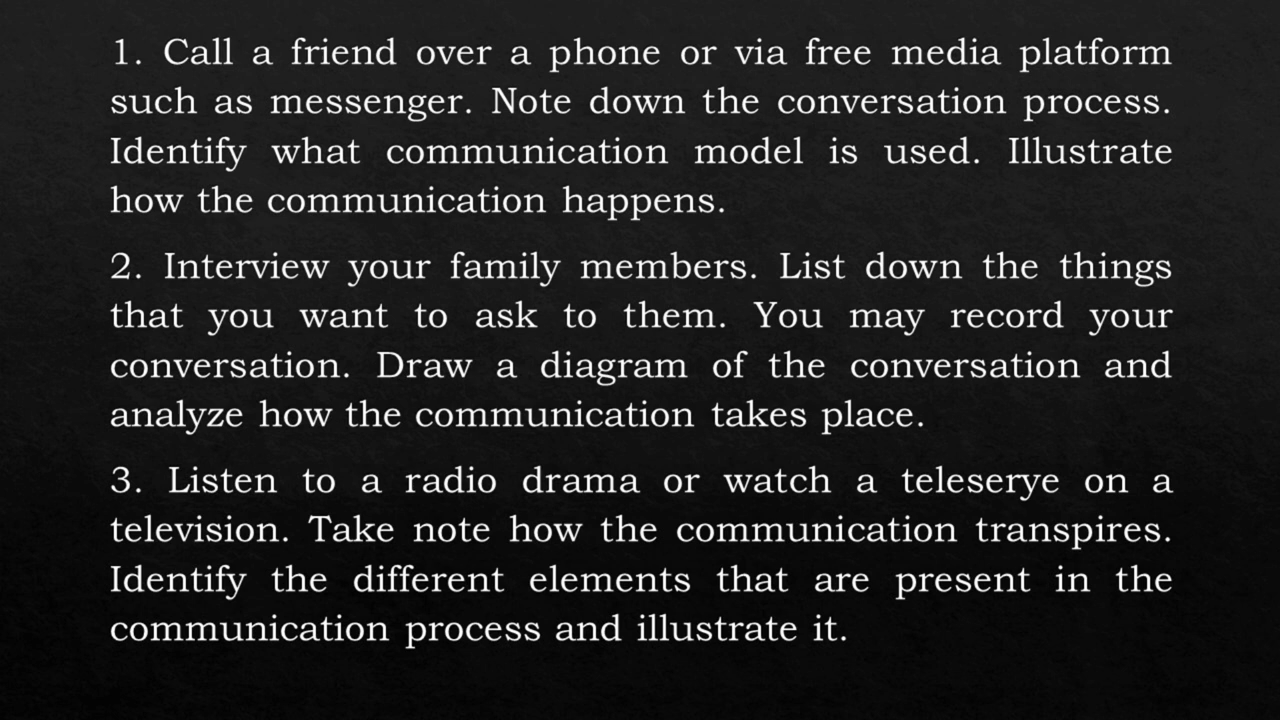 1. Call a friend over a phone or via free media platform
such as messenger. Note down the conversation process.
Identify what communication model is used. Illustrate
how the communication happens.
2. Interview your family members. List down the things
that you want to ask to them. You may record your
conversation. Draw a diagram of the conversation and
analyze how the communication takes place.
3. Listen to a radio drama or watch a teleserye on a
television. Take note how the communication transpires.
Identify the different elements that are present in the
communication process and illustrate it.